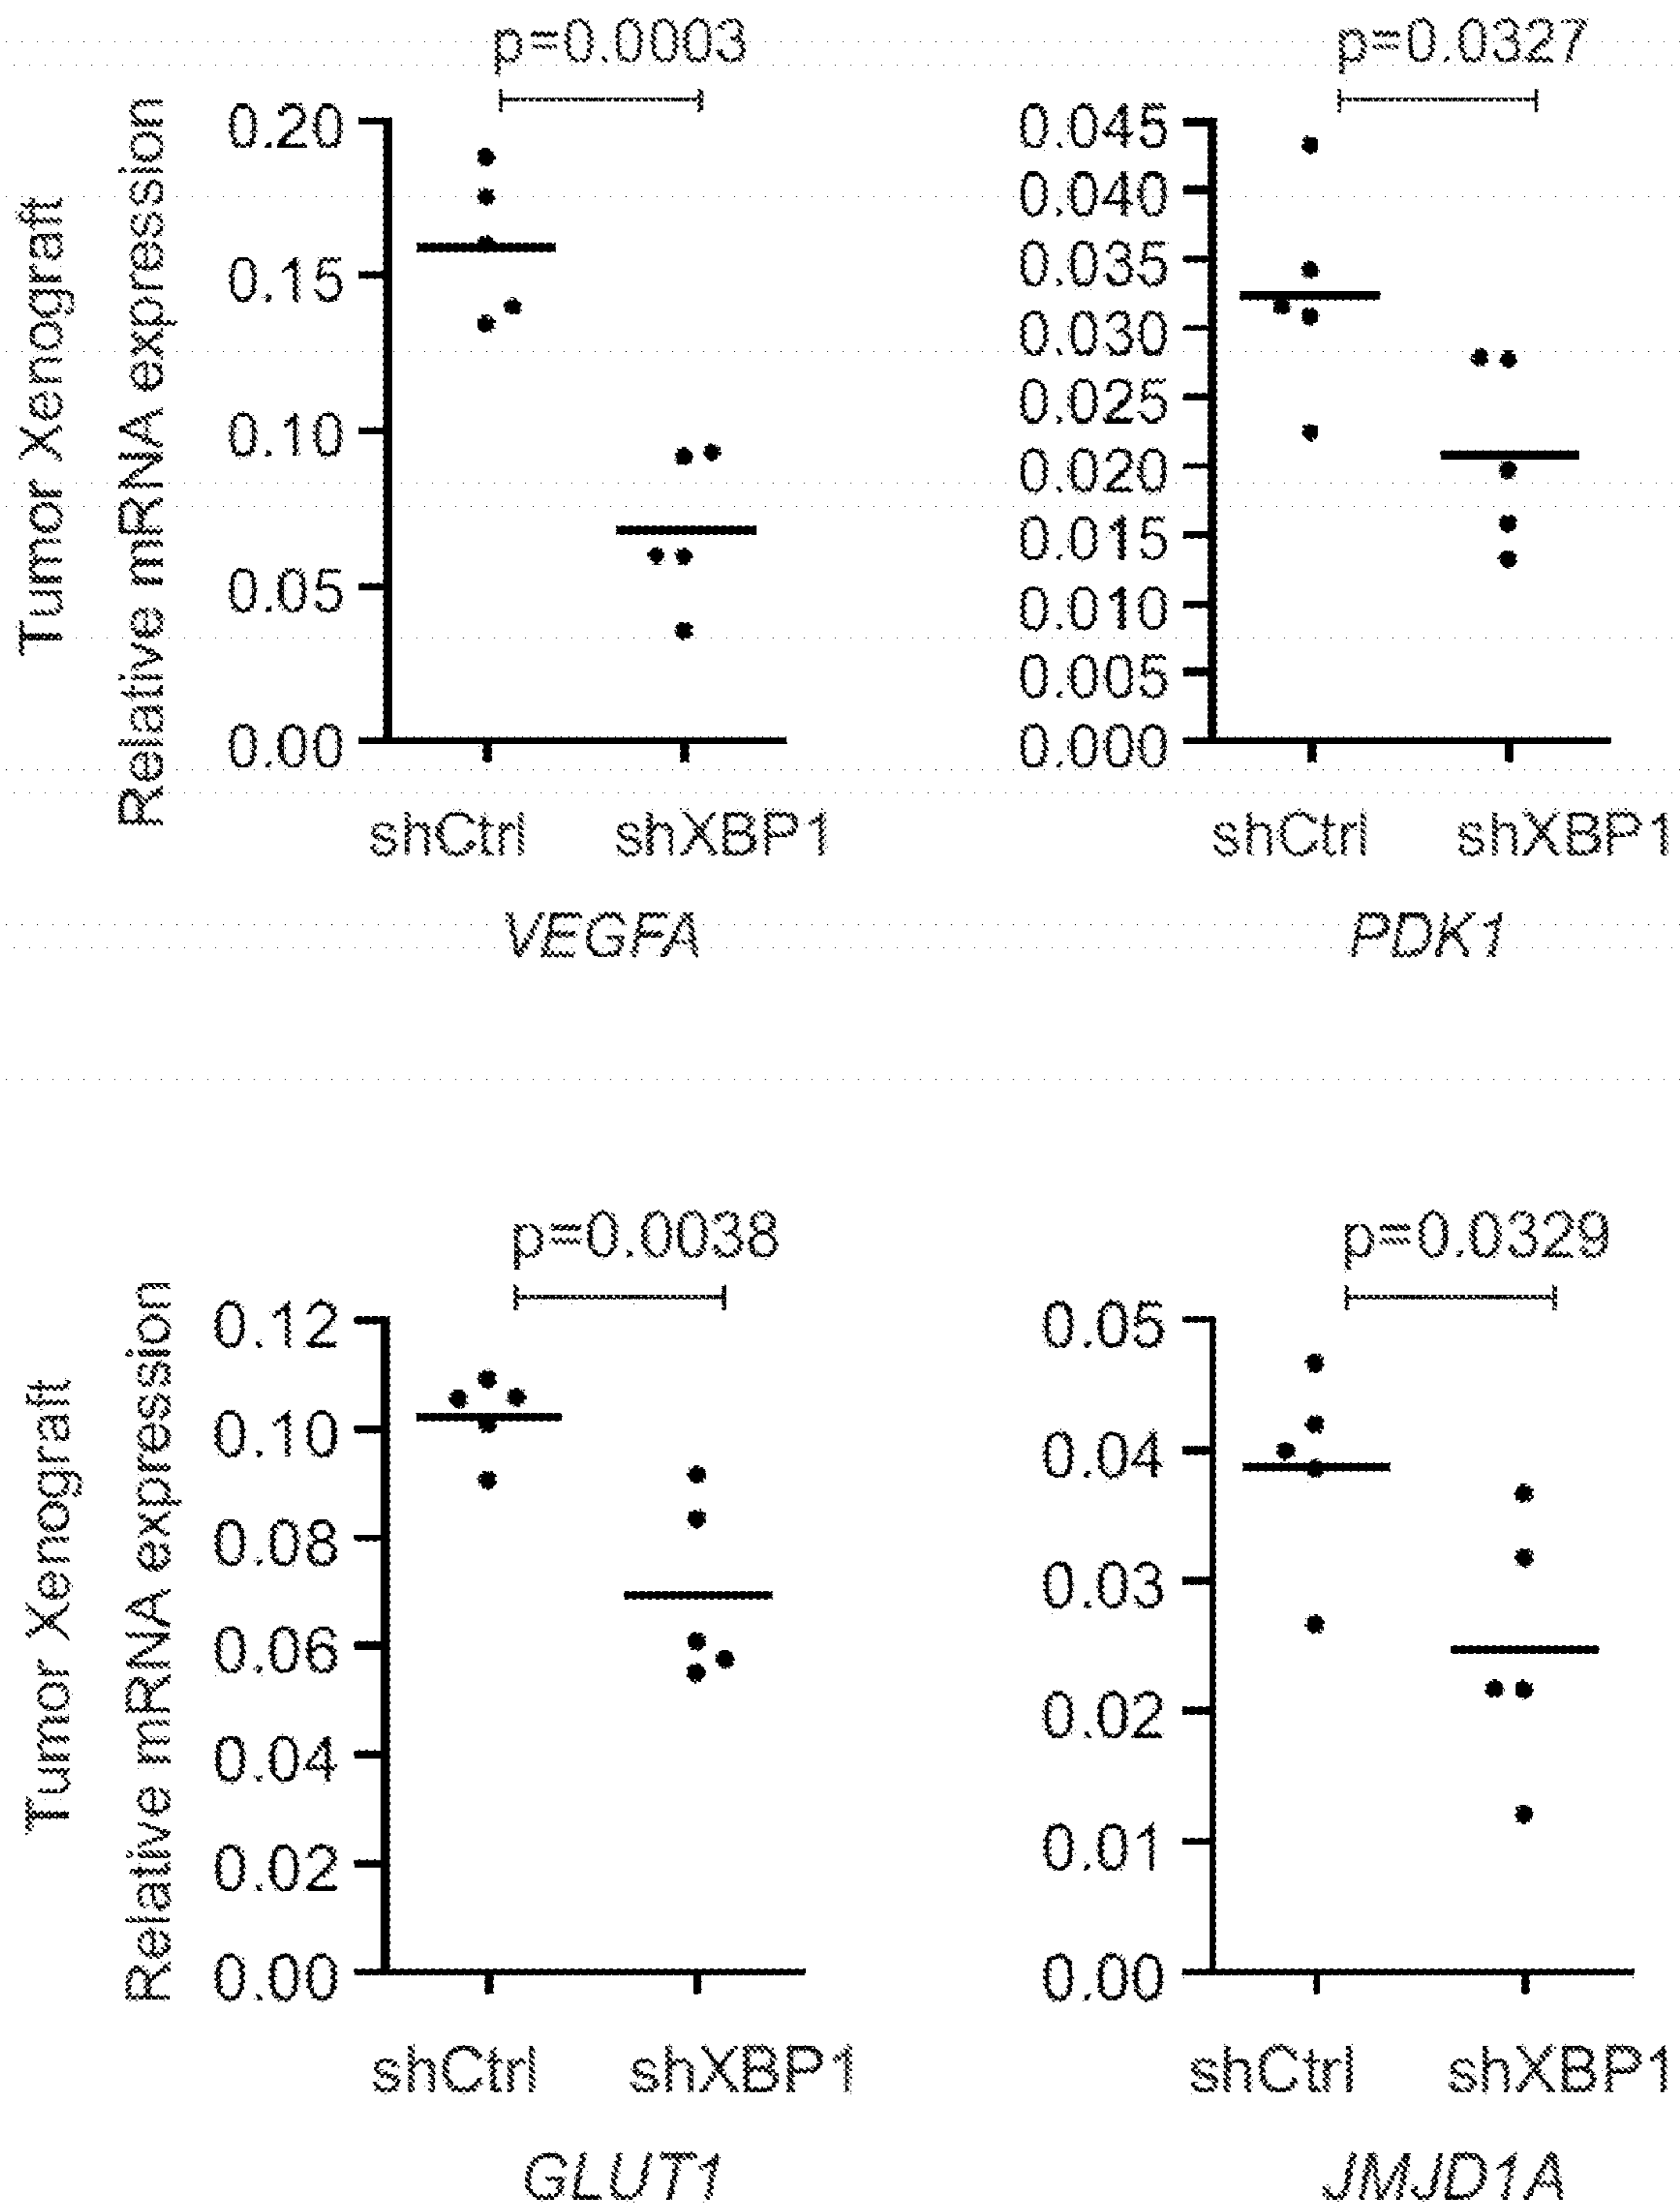 p=0.0003
Tumor Xenograft
Relative mRNA expression
0.20
0.15
0.10
0.05
0.00
shCtrl shXBP1
VEGFA
p=0.0327
0.045
0.040
0.035
0.030
0.025
0.020
0.015
0.010
0.005
0.000
shCtrl shXBP1
PDK1
p=0.0038
Tumor Xenograft
Relative mRNA expression
0.12
0.10
0.08
0.06
0.04
0.02
0.00
shCtrl shXBP1
GLUT1
p=0.0329
0.05
0.04
0.03
0.02
0.01
0.00
shCtrl shXBP1
JMJD1A